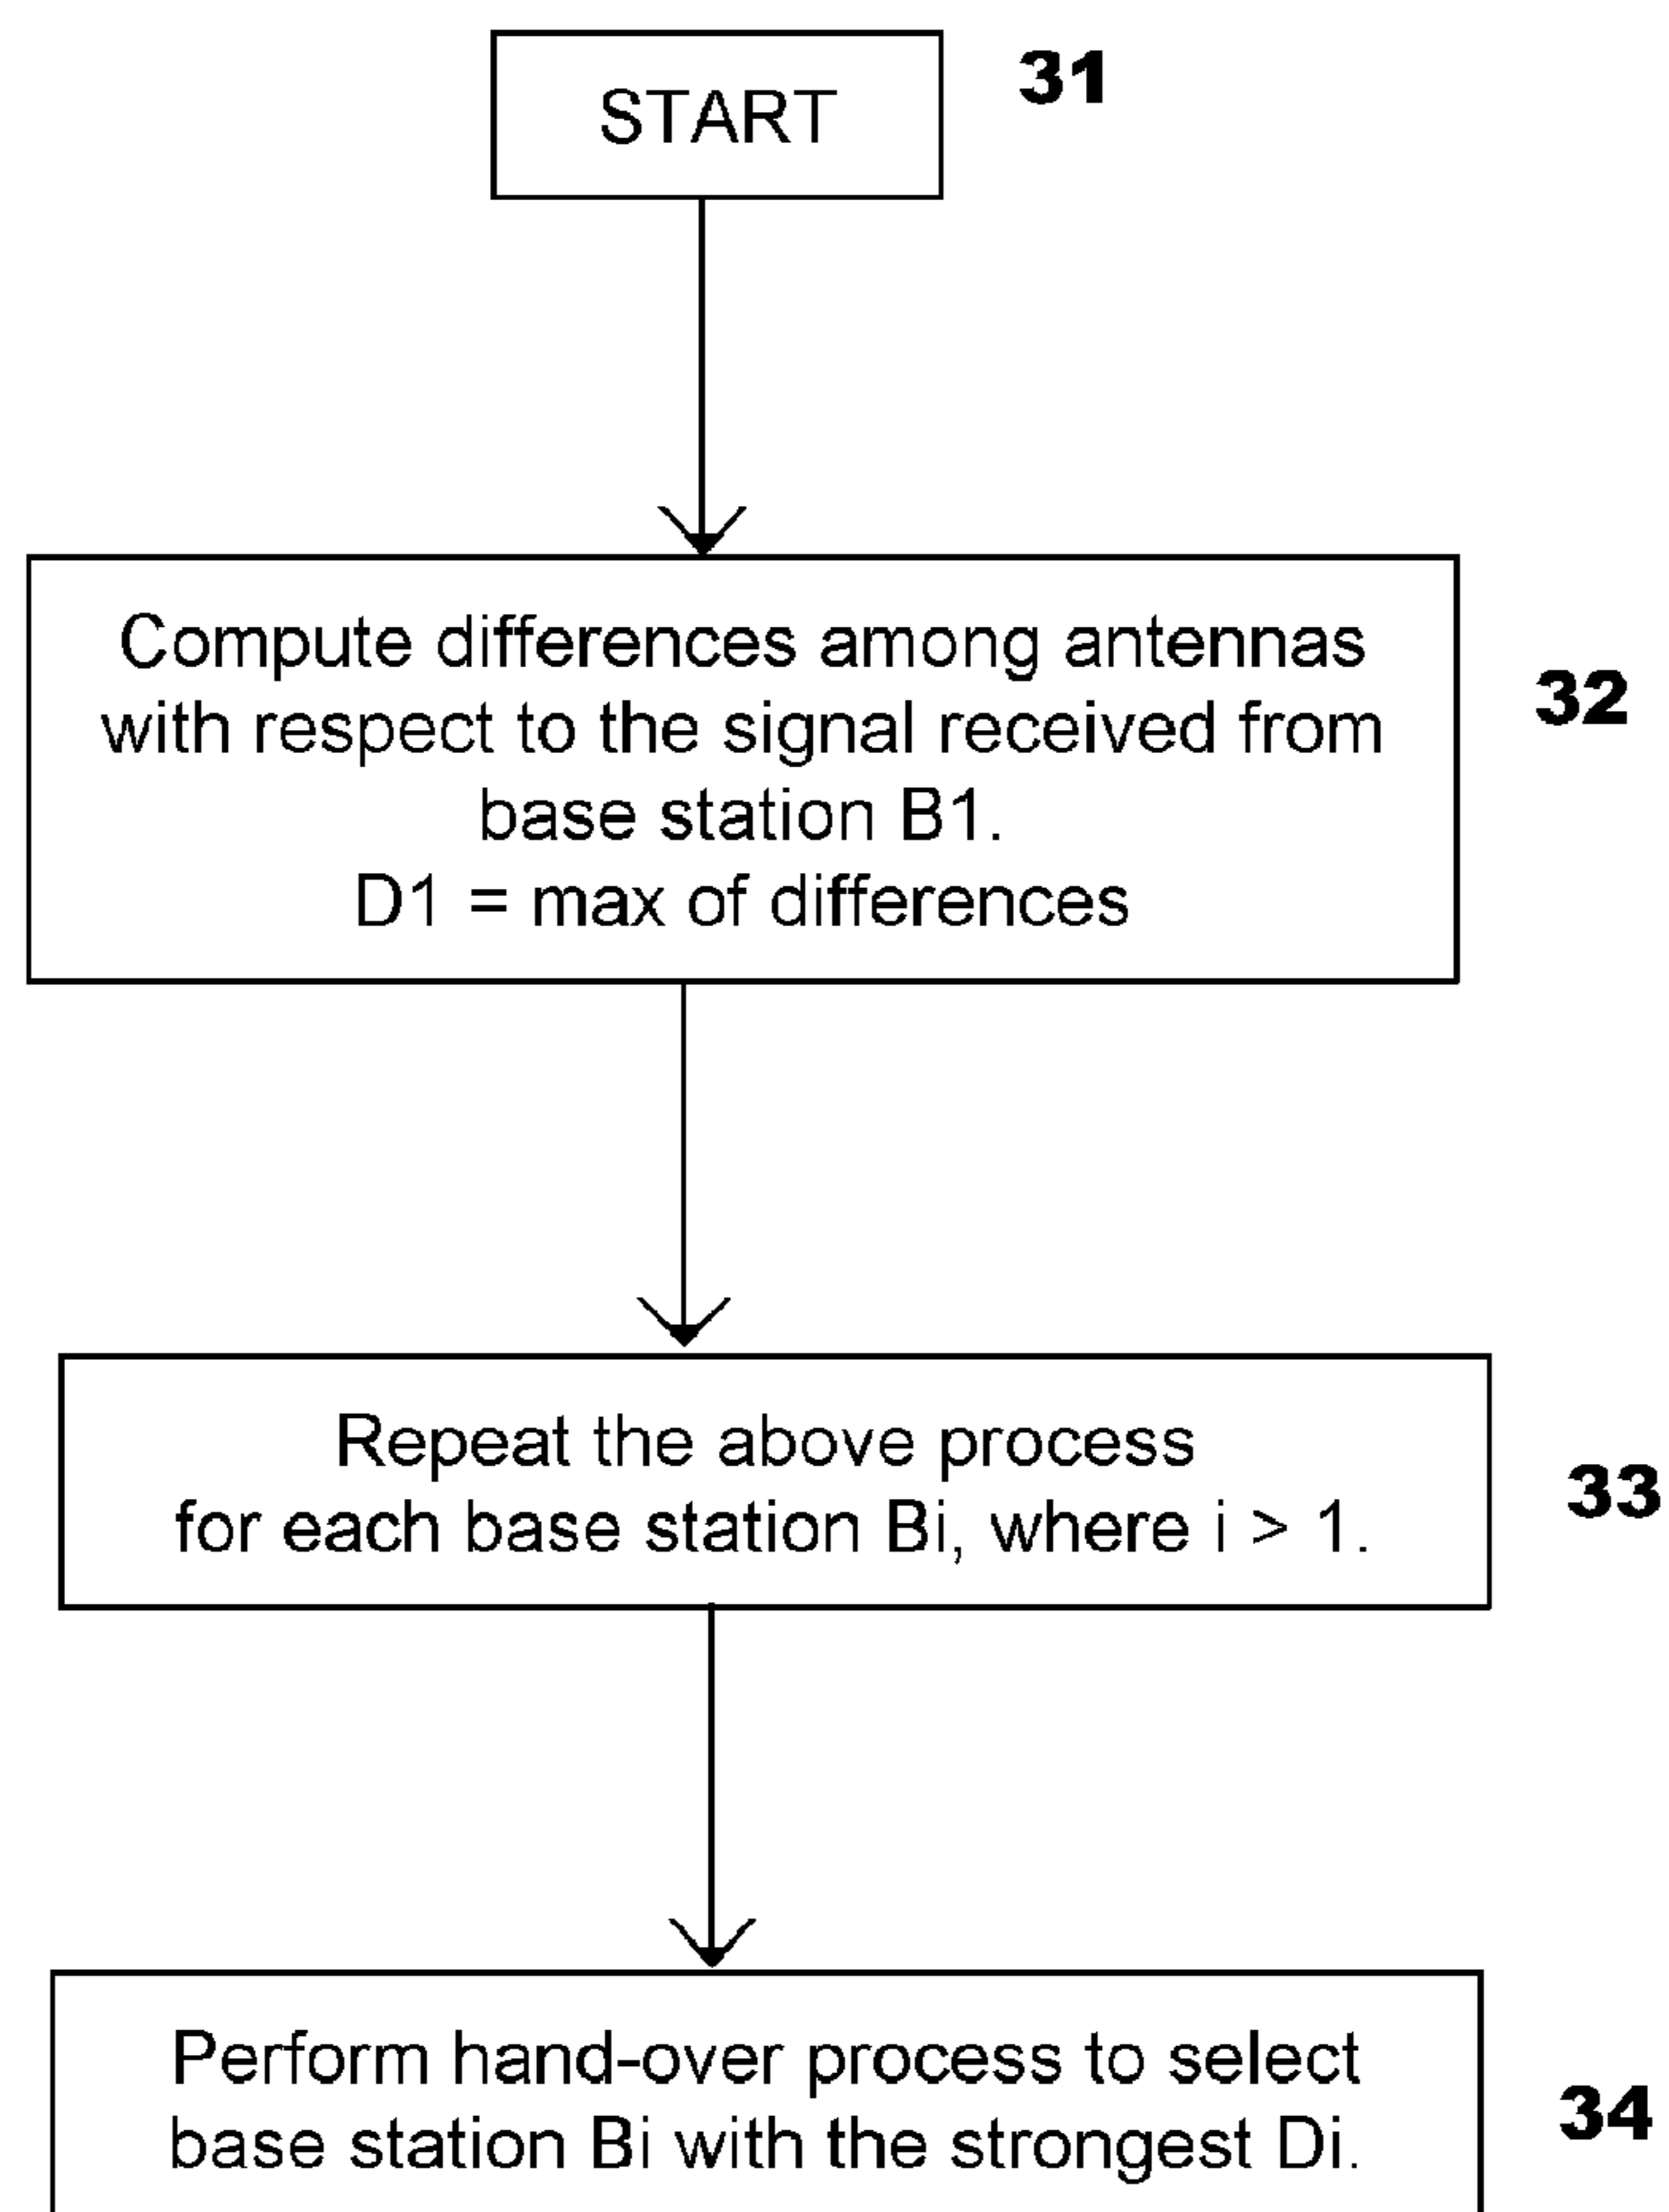 START
31
Compute differences among antennas
with respect to the signal received from
base station B1.
D1 = max of differences
32
Repeat the above process
for each base station Bi, where i > 1.
33
Perform hand-over process to select
base station Bi with the strongest Di.
34